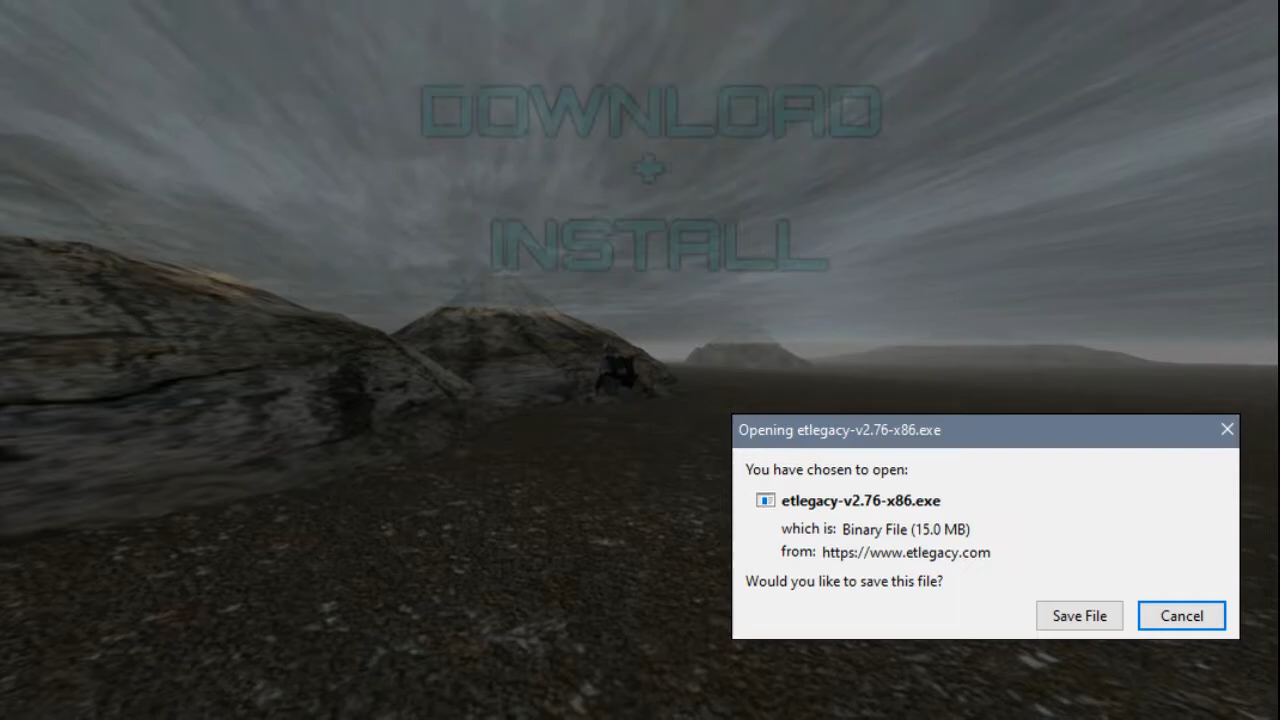 DOWNLOAD
+
INSTALL
Opening etlegacy-v2.76-x86.exe
You have chosen to open:
etlegacy-v2.76-x86.exe
which is: Binary File (15.0 MB)
from: https://www.etlegacy.com
Would you like to save this file?
Save File Cancel